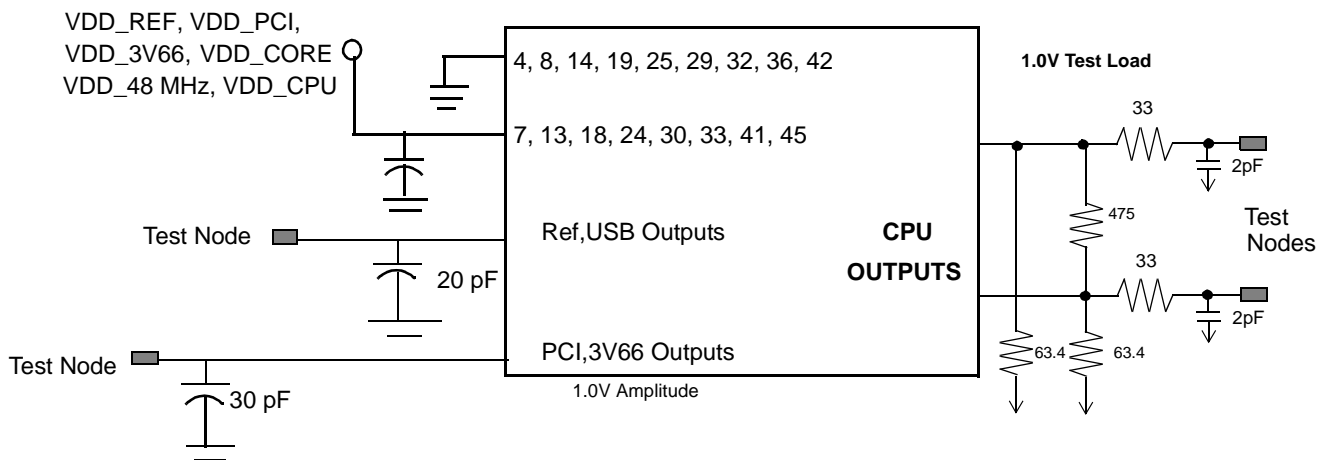 VDD_REF, VDD_PCI,
VDD_3V66, VDD_CORE
VDD_48 MHz, VDD_CPU
4, 8, 14, 19, 25, 29, 32, 36, 42
7, 13, 18, 24, 30, 33, 41, 45
Test Node
Ref,USB Outputs
20 pF
Test Node
PCI,3V66 Outputs
30 pF
1.0V Amplitude
CPU
OUTPUTS
1.0V Test Load
33
2pF
475
Test
Nodes
33
2pF
63.4
63.4